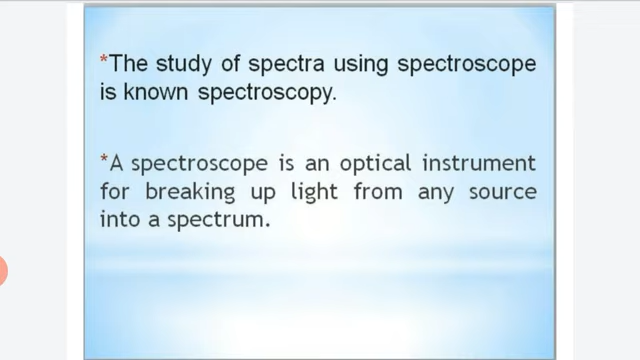 *The study of spectra using spectroscope
is known spectroscopy.
*A spectroscope is an optical instrument
for breaking up light from any source
into a spectrum.